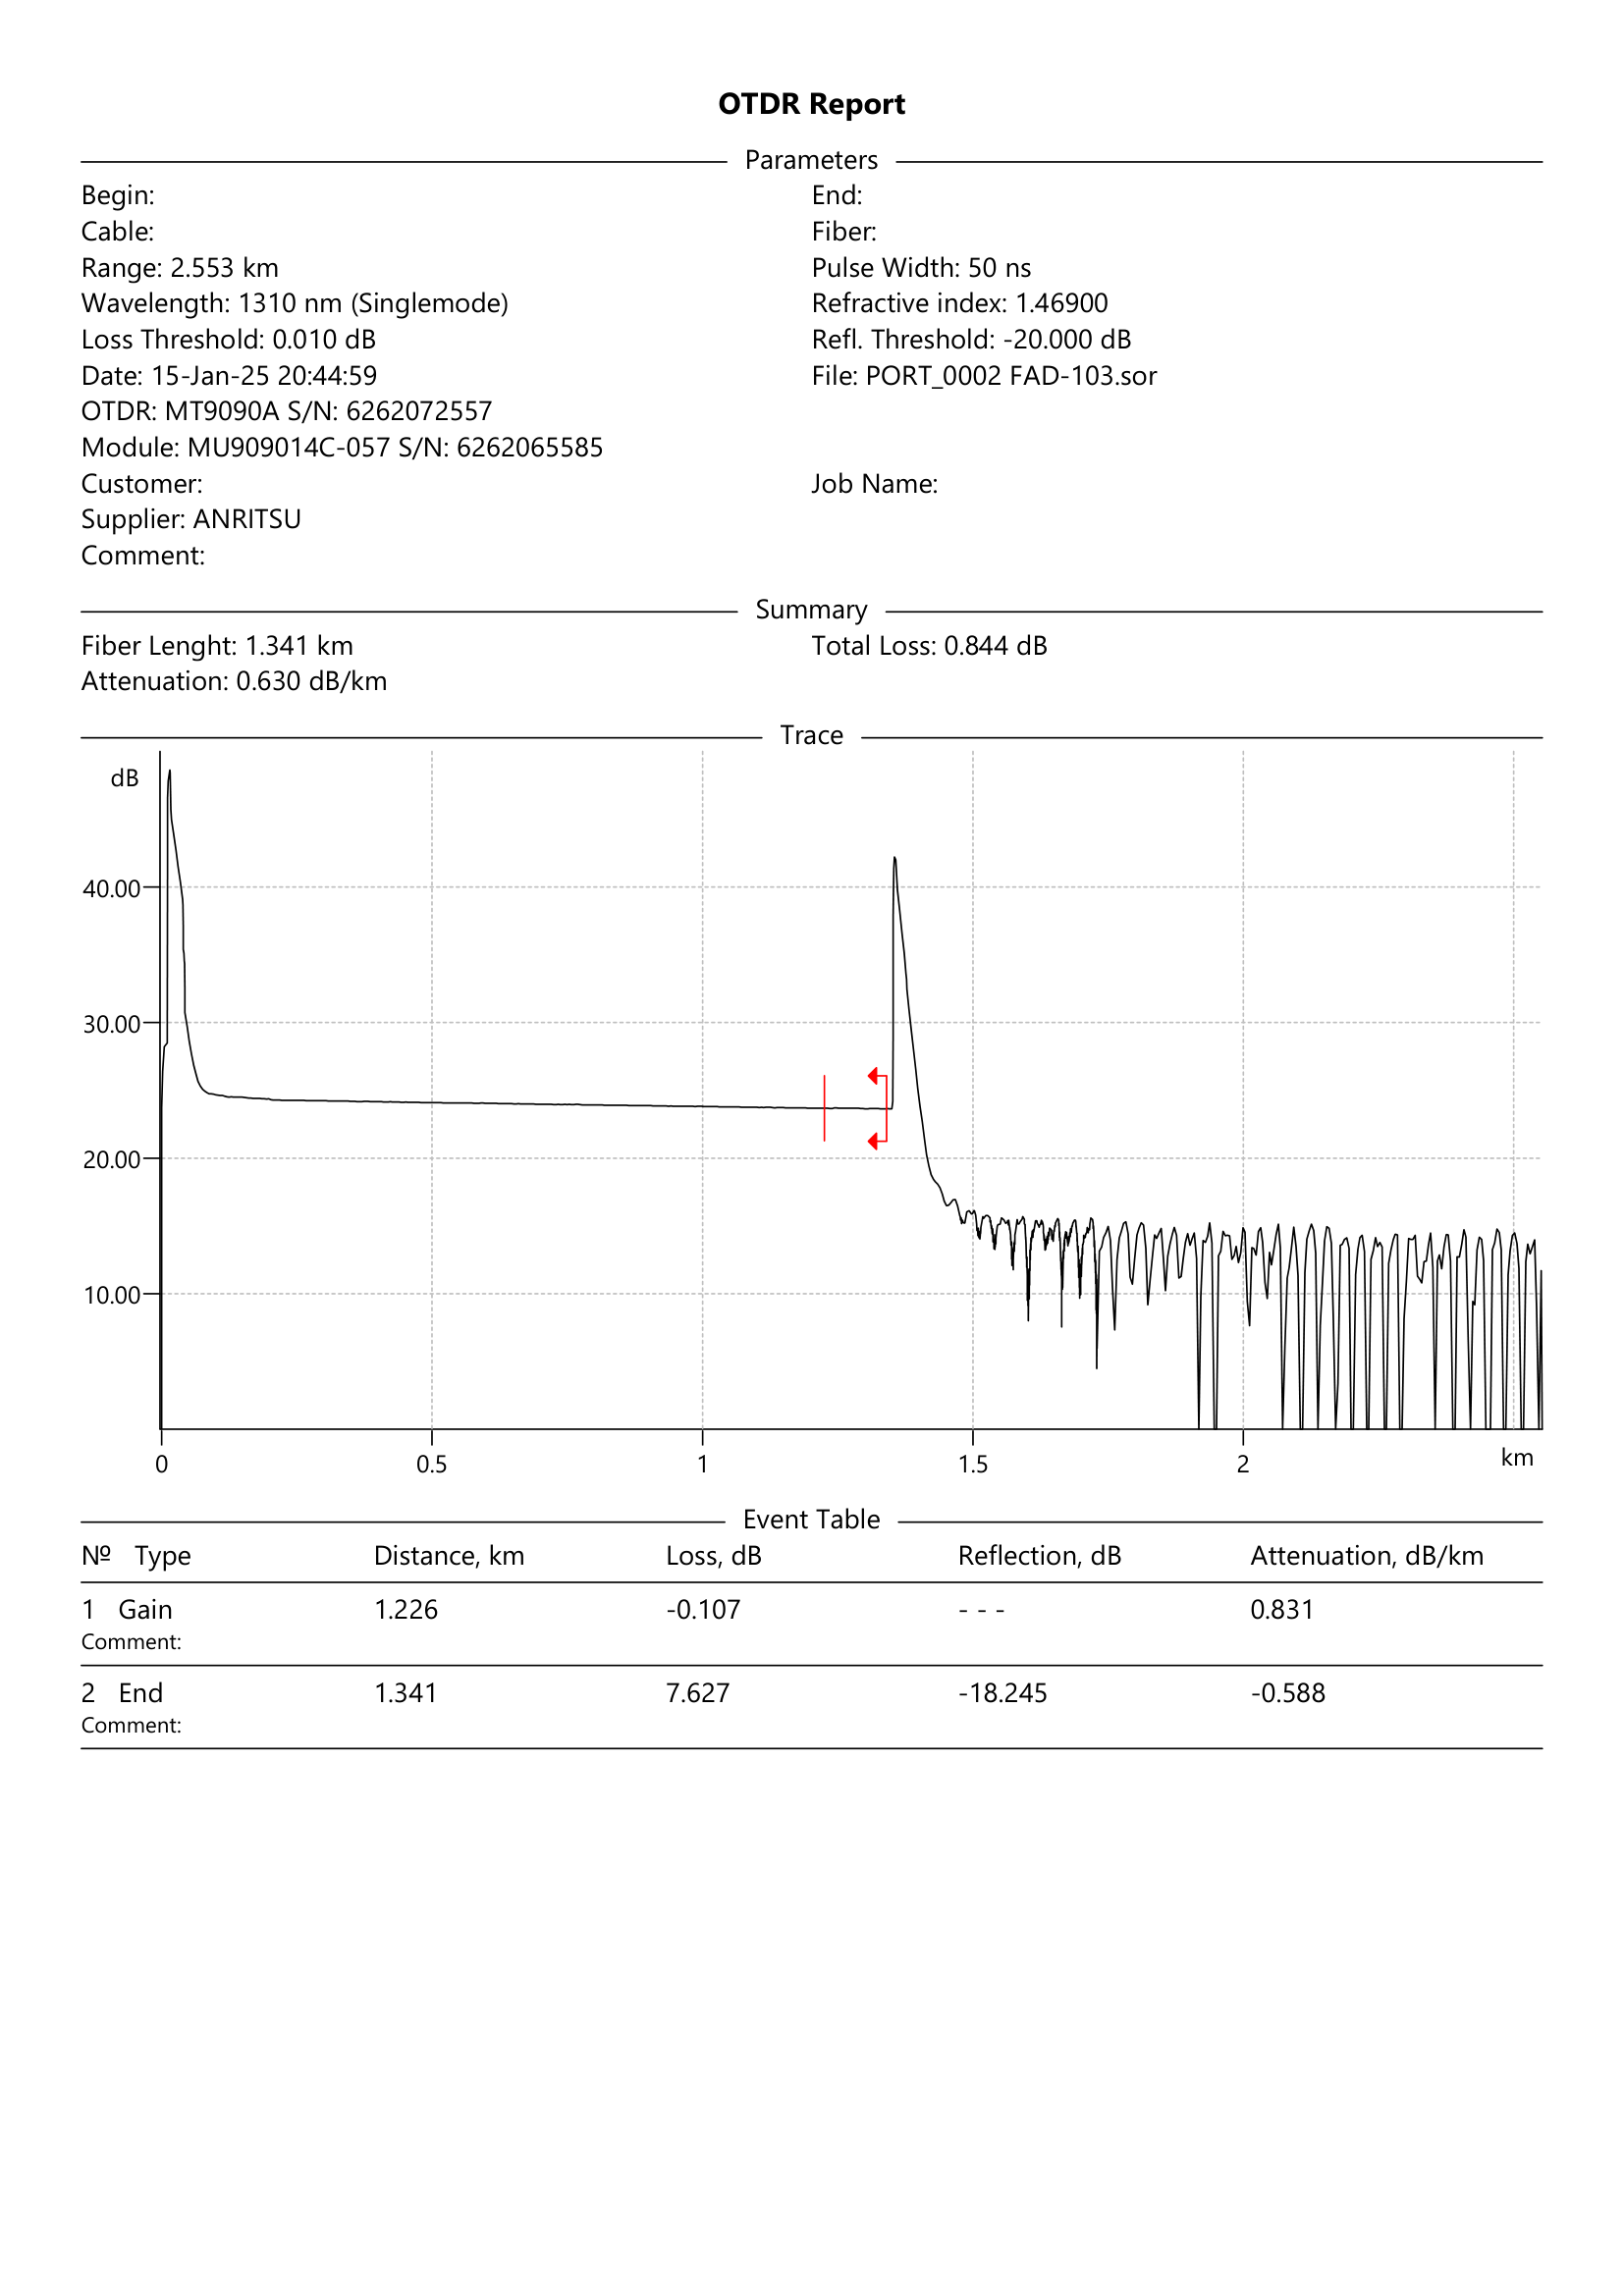 OTDR Report
Parameters
Begin: End:
Cable: Fiber:
Range: 2.553 km Pulse Width: 50 ns
Wavelength: 1310 nm (Singlemode) Refractive index: 1.46900
Loss Threshold: 0.010 dB Refl. Threshold: -20.000 dB
Date: 15-Jan-25 20:44:59 File: PORT_0002 FAD-103.sor
OTDR: MT9090A S/N: 6262072557
Module: MU909014C-057 S/N: 6262065585
Customer: Job Name:
Supplier: ANRITSU
Comment:
Summary
Fiber Lenght: 1.341 km Total Loss: 0.844 dB
Attenuation: 0.630 dB/km
Trace
dB
40.00
30.00
20.00
10.00
0 0.5 1 1.5 2 km
Event Table
Nº Type Distance, km Loss, dB Reflection, dB Attenuation, dB/km
1 Gain 1.226 -0.107 - - - 0.831
Comment:
2 End 1.341 7.627 -18.245 -0.588
Comment: